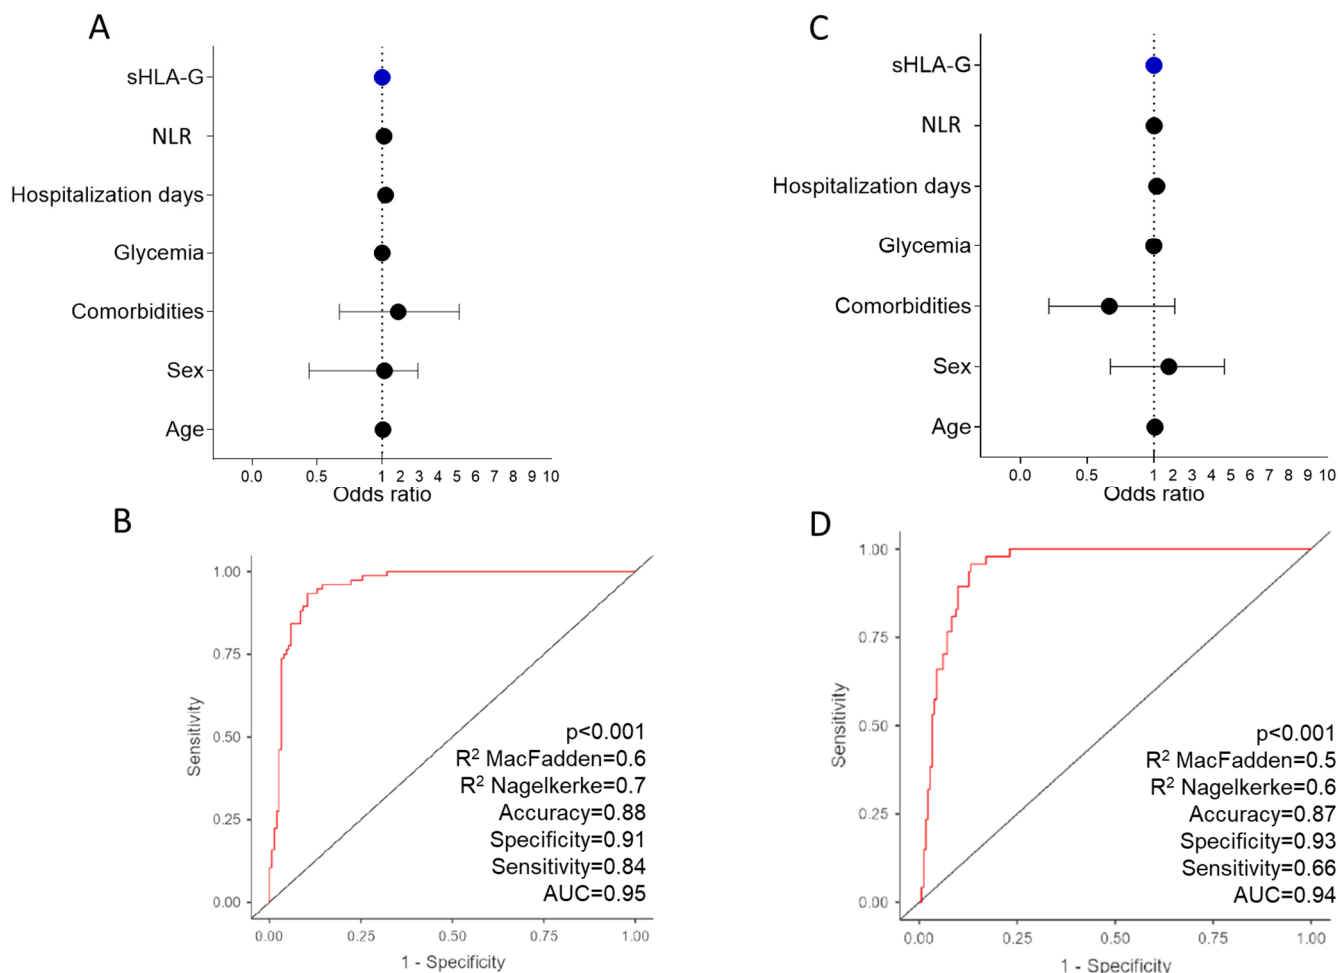 A
sHLA-G
NLR
Hospitalization days
Glycemia
Comorbidities
Sex
Age
0.0 0.5 1 2 3 4 5 6 7 8 9 10
Odds ratio
C
sHLA-G
NLR
Hospitalization days
Glycemia
Comorbidities
Sex
Age
0.0 0.5 1 2 3 4 5 6 7 8 9 10
Odds ratio
B
Sensitivity
1.00
0.75
0.50
0.25
0.00
p<0.001
R² MacFadden=0.6
R² Nagelkerke=0.7
Accuracy=0.88
Specificity=0.91
Sensitivity=0.84
AUC=0.95
0.00 0.25 0.50 0.75 1.00
1 - Specificity
D
Sensitivity
1.00
0.75
0.50
0.25
0.00
p<0.001
R² MacFadden=0.5
R² Nagelkerke=0.6
Accuracy=0.87
Specificity=0.93
Sensitivity=0.66
AUC=0.94
0.00 0.25 0.50 0.75 1.00
1 - Specificity